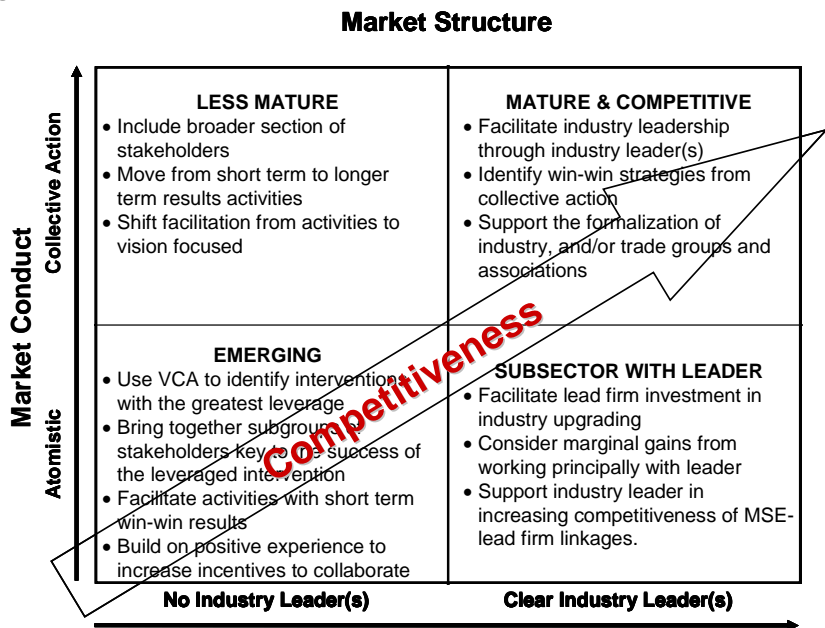 Market Structure
Market Conduct
Collective Action
Atomistic
LESS MATURE
• Include broader section of
stakeholders
• Move from short term to longer
term results activities
• Shift facilitation from activities to
vision focused
MATURE & COMPETITIVE
• Facilitate industry leadership
through industry leader(s)
• Identify win-win strategies from
collective action
• Support the formalization of
industry, and/or trade groups and
associations
EMERGING
• Use VCA to identify interventions
with the greatest leverage
• Bring together subgroups of
stakeholders key to the success of
the leveraged intervention
• Facilitate activities with short term
win-win results
• Build on positive experience to
increase incentives to collaborate
SUBSECTOR WITH LEADER
• Facilitate lead firm investment in
industry upgrading
• Consider marginal gains from
working principally with leader
• Support industry leader in
increasing competitiveness of MSE-
lead firm linkages.
Competitiveness
No Industry Leader(s)
Clear Industry Leader(s)